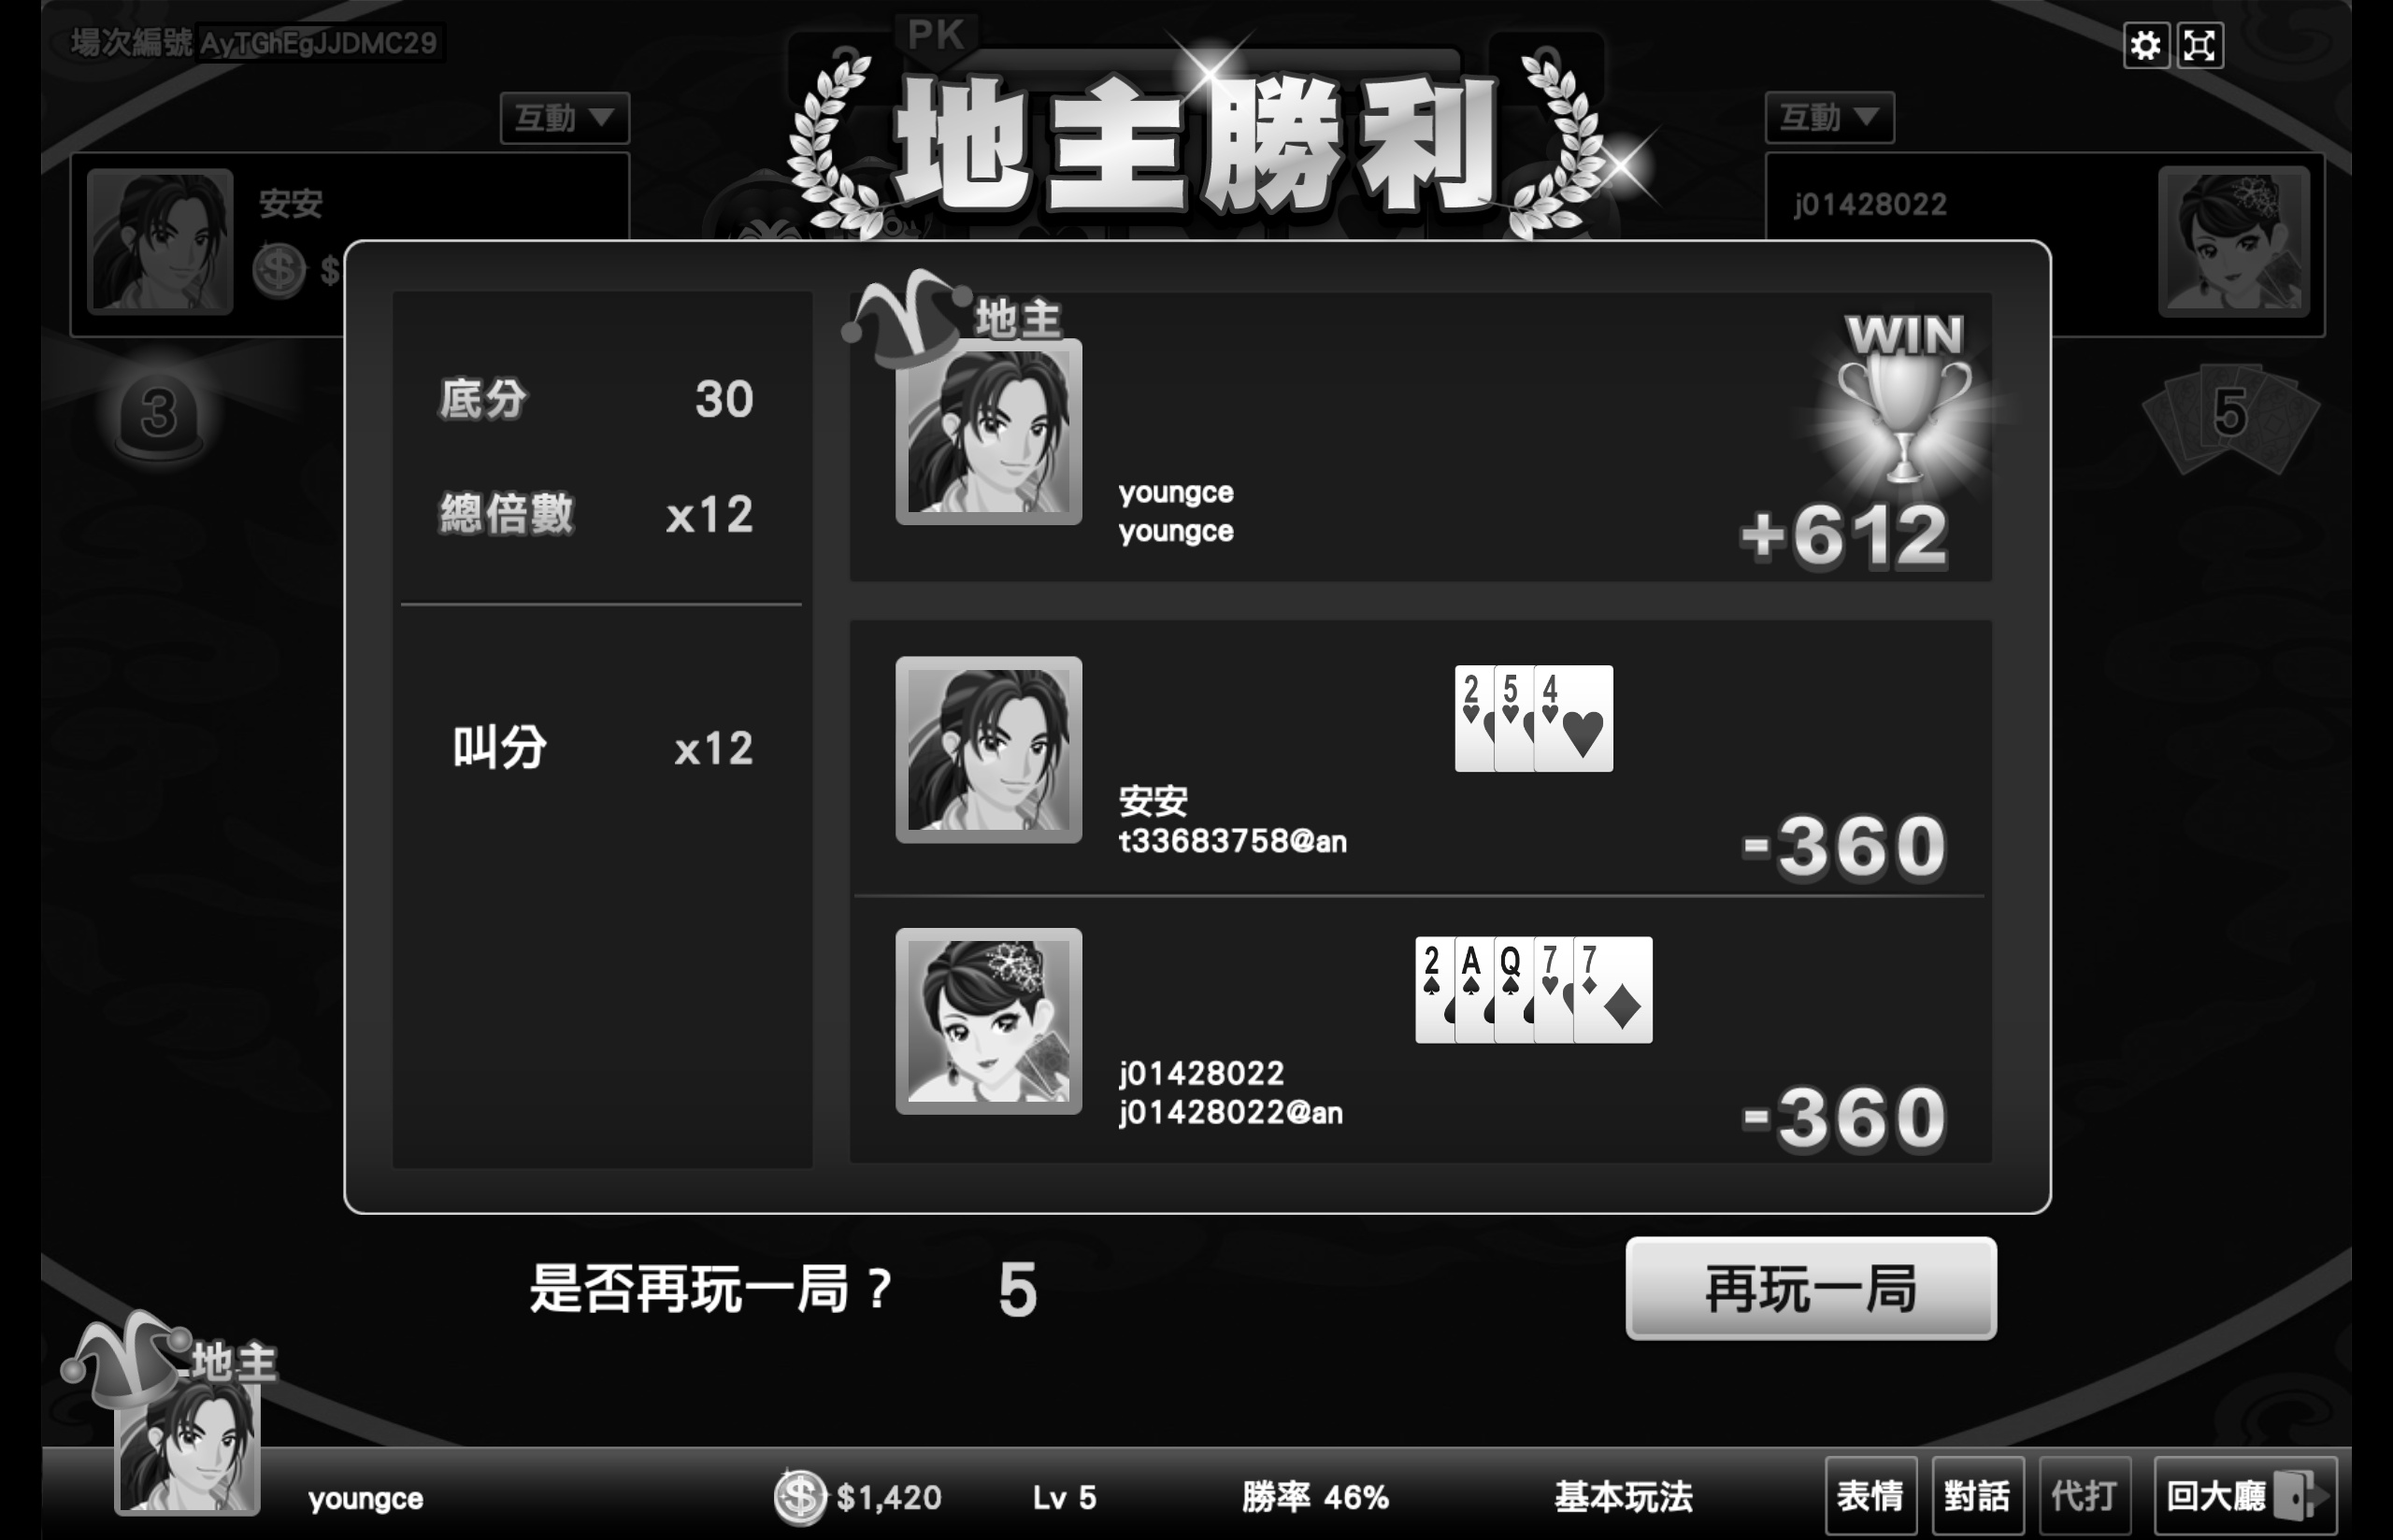 場次編號 AyTGhEgJJDMC29
PK
互動 ▼
互動 ▼
地主勝利
安安
$
j01428022
3
5
底分 30
總倍數 x12
叫分 x12
地主
WIN
youngce
youngce
+612
2 5 4
安安
t33683758@an
-360
2 A Q 7 7
j01428022
j01428022@an
-360
是否再玩一局？ 5
再玩一局
地主
youngce
$1,420
Lv 5
勝率 46%
基本玩法
表情
對話
代打
回大廳